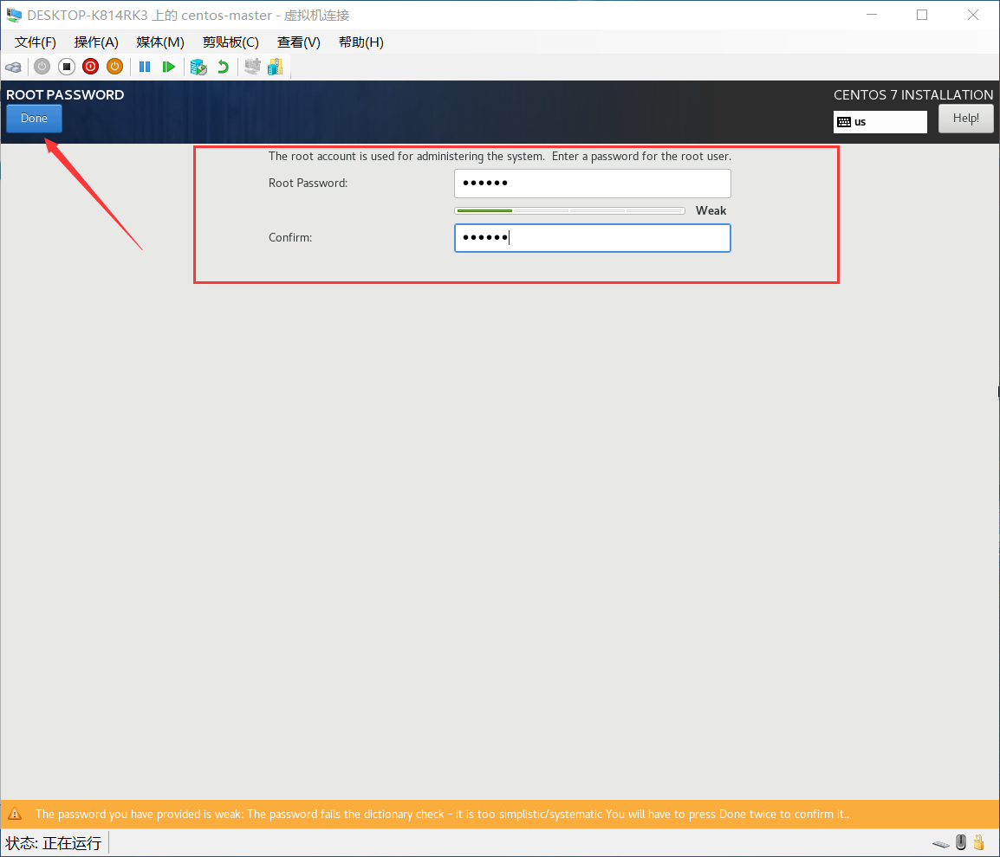 DESKTOP-K814RK3 上的 centos-master - 虚拟机连接
文件(F) 操作(A) 媒体(M) 剪贴板(C) 查看(V) 帮助(H)
ROOT PASSWORD
CENTOS 7 INSTALLATION
Done
us
Help!
The root account is used for administering the system.  Enter a password for the root user.
Root Password:
●●●●●●
Weak
Confirm:
●●●●●●
The password you have provided is weak: The password fails the dictionary check - it is too simplistic/systematic You will have to press Done twice to confirm it..
状态: 正在运行